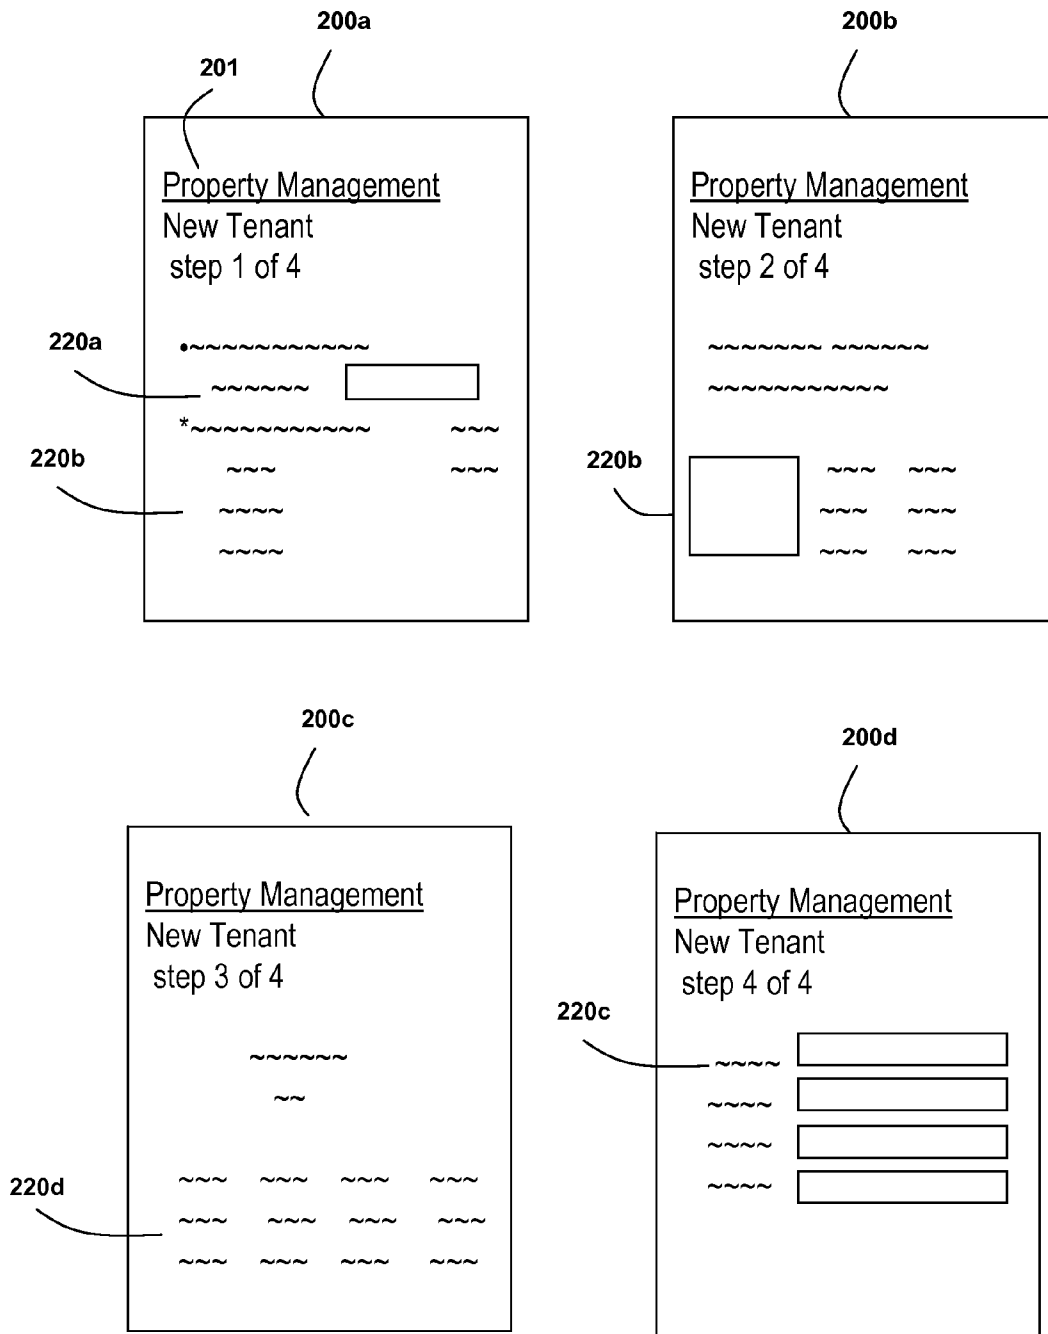 200a
200b
201
Property Management
New Tenant
step 1 of 4
220a
•~~~~~~~~~~~
~~~~~~
*~~~~~~~~~~~ ~~~
220b
~~~ ~~~
~~~~
~~~~
Property Management
New Tenant
step 2 of 4
~~~~~~~ ~~~~~~
~~~~~~~~~~~
220b
~~~ ~~~
~~~ ~~~
~~~ ~~~
200c
200d
Property Management
New Tenant
step 3 of 4
~~~~~~
~~
220d
~~~ ~~~ ~~~ ~~~
~~~ ~~~ ~~~ ~~~
~~~ ~~~ ~~~ ~~~
Property Management
New Tenant
step 4 of 4
220c
~~~~
~~~~
~~~~
~~~~